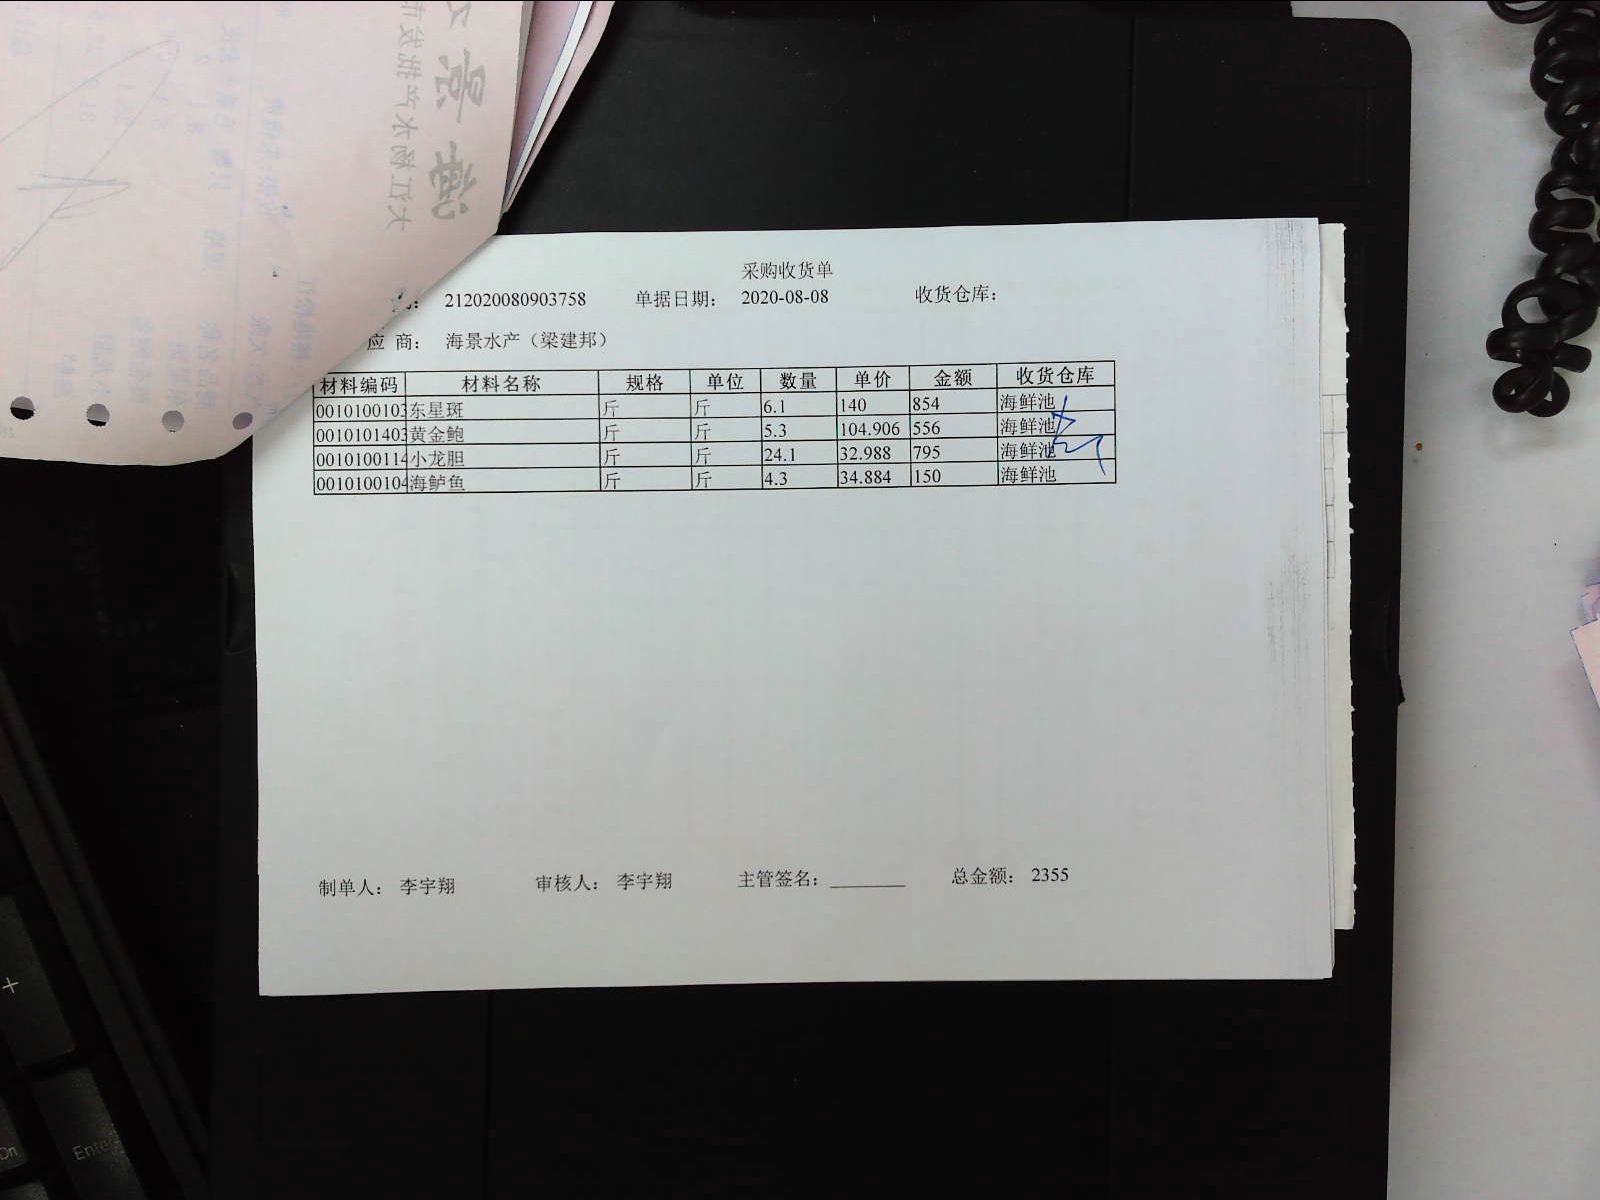 采购收货单
212020080903758 单据日期: 2020-08-08 收货仓库:
应 商: 海景水产（梁建邦）
材料编码 材料名称 规格 单位 数量 单价 金额 收货仓库
0010100103 东星斑 斤 斤 6.1 140 854 海鲜池
0010101403 黄金鲍 斤 斤 5.3 104.906 556 海鲜池
0010100114 小龙胆 斤 斤 24.1 32.988 795 海鲜池
0010100104 海鲈鱼 斤 斤 4.3 34.884 150 海鲜池
制单人: 李宇翔 审核人: 李宇翔 主管签名: 总金额: 2355